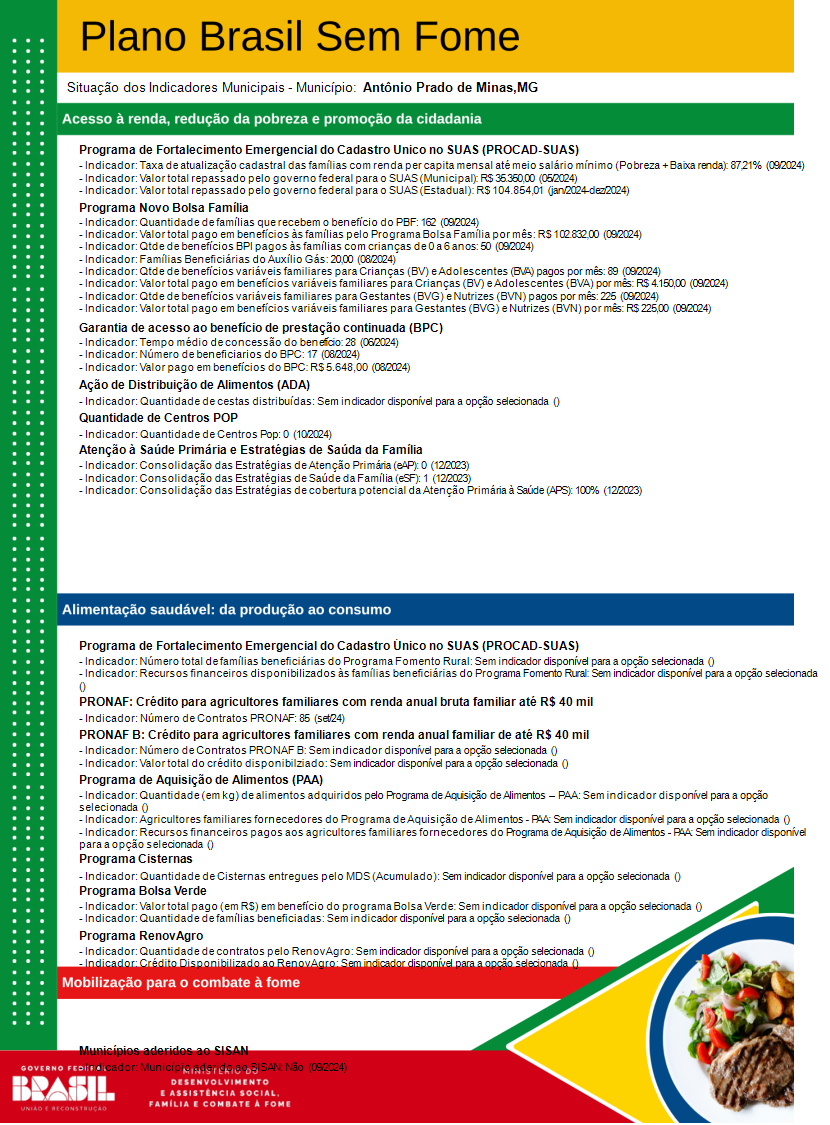 Plano Brasil Sem Fome
Situação dos Indicadores Municipais - Município: Antônio Prado de Minas,MG
Acesso à renda, redução da pobreza e promoção da cidadania
Programa de Fortalecimento Emergencial do Cadastro Único no SUAS (PROCAD-SUAS)
- Indicador: Taxa de atualização cadastral das famílias com renda per capita mensal até meio salário mínimo (Pobreza + Baixa renda): 87,21% (09/2024)
- Indicador: Valor total repassado pelo governo federal para o SUAS (Municipal): R$ 36.350,00 (05/2024)
- Indicador: Valor total repassado pelo governo federal para o SUAS (Estadual): R$ 104.854,01 (jan/2024-dez/2024)
Programa Novo Bolsa Família
- Indicador: Quantidade de famílias que recebem o benefício do PBF: 162 (09/2024)
- Indicador: Valor total pago em benefícios às famílias pelo Programa Bolsa Família por mês: R$ 102.832,00 (09/2024)
- Indicador: Qtde de benefícios BPI pagos às famílias com crianças de 0 a 6 anos: 50 (09/2024)
- Indicador: Famílias Beneficiárias do Auxílio Gás: 20,00 (08/2024)
- Indicador: Qtde de benefícios variáveis familiares para Crianças (BV) e Adolescentes (BVA) pagos por mês: 89 (09/2024)
- Indicador: Valor total pago em benefícios variáveis familiares para Crianças (BV) e Adolescentes (BVA) por mês: R$ 4.150,00 (09/2024)
- Indicador: Qtde de benefícios variáveis familiares para Gestantes (BVG) e Nutrizes (BVN) pagos por mês: 225 (09/2024)
- Indicador: Valor total pago em benefícios variáveis familiares para Gestantes (BVG) e Nutrizes (BVN) por mês: R$ 225,00 (09/2024)
Garantia de acesso ao benefício de prestação continuada (BPC)
- Indicador: Tempo médio de concessão do benefício: 28 (06/2024)
- Indicador: Número de beneficiarios do BPC: 17 (08/2024)
- Indicador: Valor pago em benefícios do BPC: R$ 5.648,00 (08/2024)
Ação de Distribuição de Alimentos (ADA)
- Indicador: Quantidade de cestas distribuídas: Sem indicador disponível para a opção selecionada ()
Quantidade de Centros POP
- Indicador: Quantidade de Centros Pop: 0 (10/2024)
Atenção à Saúde Primária e Estratégias de Saúda da Família
- Indicador: Consolidação das Estratégias de Atenção Primária (eAP): 0 (12/2023)
- Indicador: Consolidação das Estratégias de Saúde da Família (eSF): 1 (12/2023)
- Indicador: Consolidação das Estratégias de cobertura potencial da Atenção Primária à Saúde (APS): 100% (12/2023)
Alimentação saudável: da produção ao consumo
Programa de Fortalecimento Emergencial do Cadastro Único no SUAS (PROCAD-SUAS)
- Indicador: Número total de famílias beneficiárias do Programa Fomento Rural: Sem indicador disponível para a opção selecionada ()
- Indicador: Recursos financeiros disponibilizados às famílias beneficiárias do Programa Fomento Rural: Sem indicador disponível para a opção selecionada
()
PRONAF: Crédito para agricultores familiares com renda anual bruta familiar até R$ 40 mil
- Indicador: Número de Contratos PRONAF: 85 (set/24)
PRONAF B: Crédito para agricultores familiares com renda anual familiar de até R$ 40 mil
- Indicador: Número de Contratos PRONAF B: Sem indicador disponível para a opção selecionada ()
- Indicador: Valor total do crédito disponibilziado: Sem indicador disponível para a opção selecionada ()
Programa de Aquisição de Alimentos (PAA)
- Indicador: Quantidade (em kg) de alimentos adquiridos pelo Programa de Aquisição de Alimentos – PAA: Sem indicador disponível para a opção
selecionada ()
- Indicador: Agricultores familiares fornecedores do Programa de Aquisição de Alimentos - PAA: Sem indicador disponível para a opção selecionada ()
- Indicador: Recursos financeiros pagos aos agricultores familiares fornecedores do Programa de Aquisição de Alimentos - PAA: Sem indicador disponível
para a opção selecionada ()
Programa Cisternas
- Indicador: Quantidade de Cisternas entregues pelo MDS (Acumulado): Sem indicador disponível para a opção selecionada ()
Programa Bolsa Verde
- Indicador: Valor total pago (em R$) em benefício do programa Bolsa Verde: Sem indicador disponível para a opção selecionada ()
- Indicador: Quantidade de famílias beneficiadas: Sem indicador disponível para a opção selecionada ()
Programa RenovAgro
- Indicador: Quantidade de contratos pelo RenovAgro: Sem indicador disponível para a opção selecionada ()
- Indicador: Crédito Disponibilizado ao RenovAgro: Sem indicador disponível para a opção selecionada ()
Mobilização para o combate à fome
Municípios aderidos ao SISAN
- Indicador: Município aderido ao SISAN: Não (09/2024)
GOVERNO FEDERAL
BRASIL
UNIÃO E RECONSTRUÇÃO
MINISTÉRIO DO
DESENVOLVIMENTO
E ASSISTÊNCIA SOCIAL,
FAMÍLIA E COMBATE À FOME